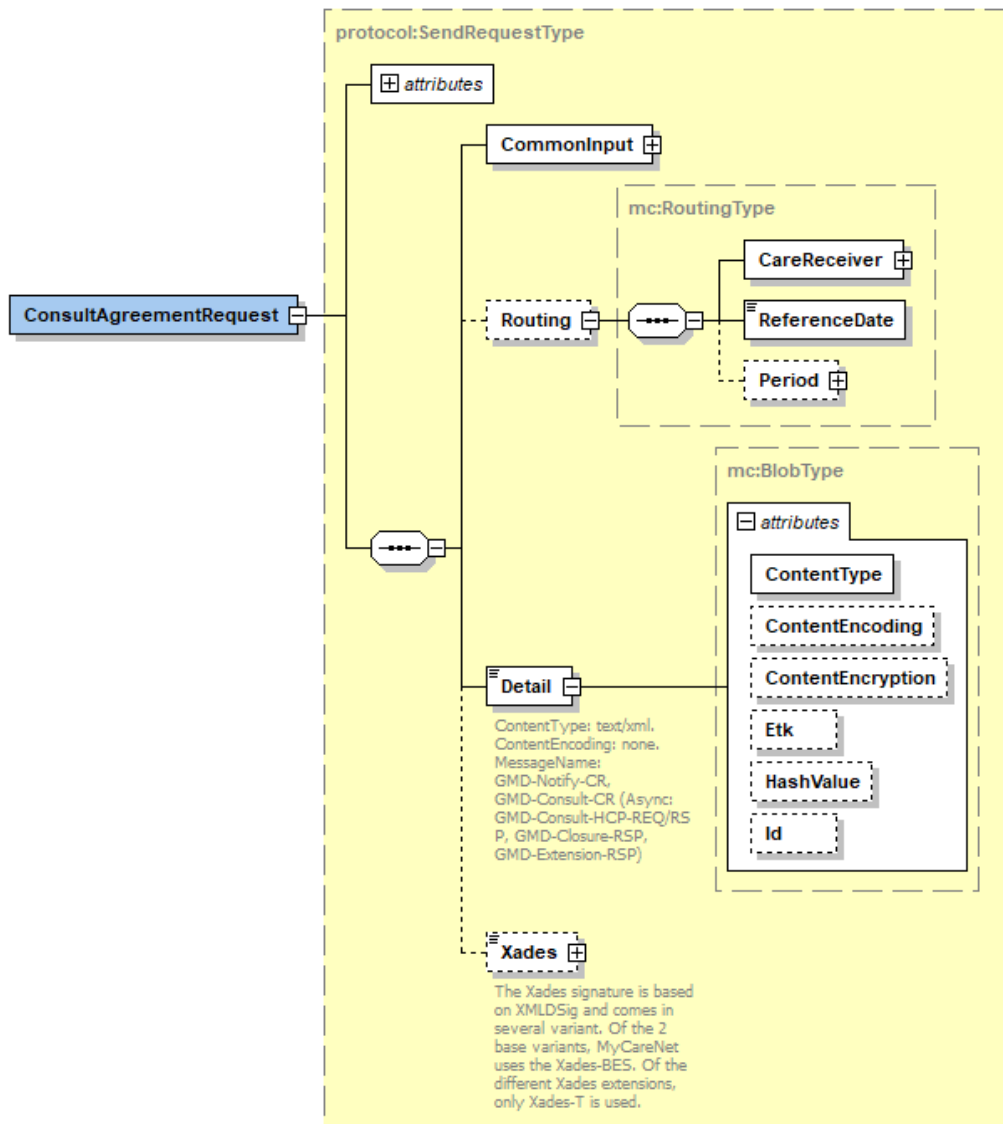 protocol:SendRequestType
attributes
CommonInput
mc:RoutingType
CareReceiver
ConsultAgreementRequest
Routing
ReferenceDate
Period
mc:BlobType
attributes
ContentType
ContentEncoding
ContentEncryption
Detail
Etk
ContentType: text/xml.
ContentEncoding: none.
MessageName:
GMD-Notify-CR,
GMD-Consult-CR (Async:
GMD-Consult-HCP-REQ/RS
P, GMD-Closure-RSP,
GMD-Extension-RSP)
HashValue
Id
Xades
The Xades signature is based
on XMLDSig and comes in
several variant. Of the 2
base variants, MyCareNet
uses the Xades-BES. Of the
different Xades extensions,
only Xades-T is used.